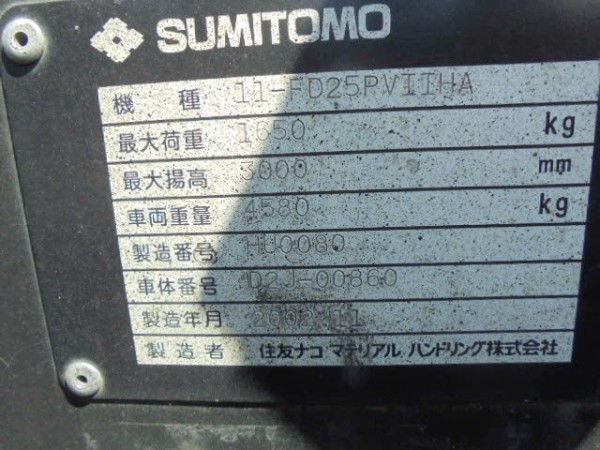 SUMITOMO
機 種 11-FD25PVIIHA
最大荷重 1650 kg
最大揚高 3000 mm
車両重量 4580 kg
製造番号 HU0080
車体番号 D2J-00860
製造年月 2002-11
製造者 住友ナコ マテリアル ハンドリング株式会社